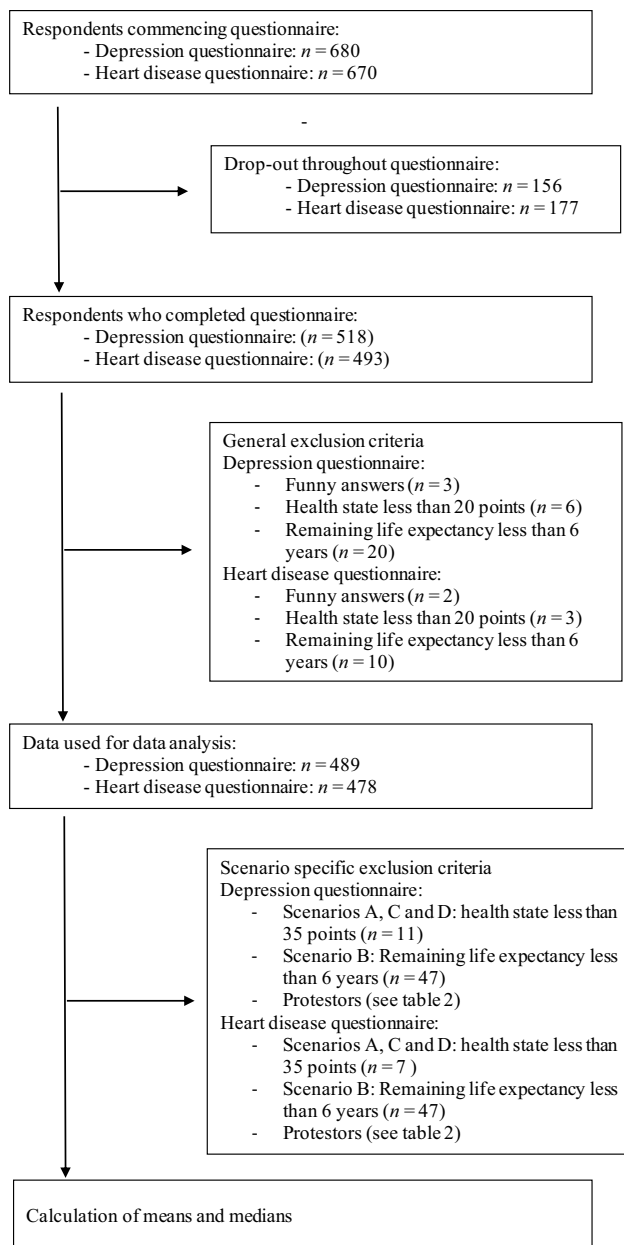 Respondents commencing questionnaire:
- Depression questionnaire: n = 680
- Heart disease questionnaire: n = 670
-
Drop-out throughout questionnaire:
- Depression questionnaire: n = 156
- Heart disease questionnaire: n = 177
Respondents who completed questionnaire:
- Depression questionnaire: (n = 518)
- Heart disease questionnaire: (n = 493)
General exclusion criteria
Depression questionnaire:
- Funny answers (n = 3)
- Health state less than 20 points (n = 6)
- Remaining life expectancy less than 6
years (n = 20)
Heart disease questionnaire:
- Funny answers (n = 2)
- Health state less than 20 points (n = 3)
- Remaining life expectancy less than 6
years (n = 10)
Data used for data analysis:
- Depression questionnaire: n = 489
- Heart disease questionnaire: n = 478
Scenario specific exclusion criteria
Depression questionnaire:
- Scenarios A, C and D: health state less than
35 points (n = 11)
- Scenario B: Remaining life expectancy less
than 6 years (n = 47)
- Protestors (see table 2)
Heart disease questionnaire:
- Scenarios A, C and D: health state less than
35 points (n = 7 )
- Scenario B: Remaining life expectancy less
than 6 years (n = 47)
- Protestors (see table 2)
Calculation of means and medians